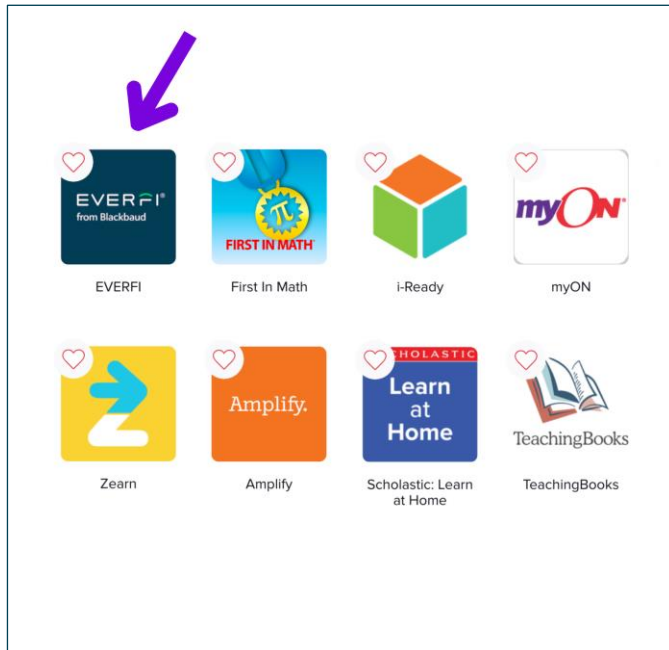 EVERFI®
from Blackbaud
EVERFI
π
FIRST IN MATH
First In Math
i-Ready
myON®
myON
Z
Zearn
Amplify.
Amplify
SCHOLASTIC
Learn
at
Home
Scholastic: Learn
at Home
TeachingBooks
TeachingBooks